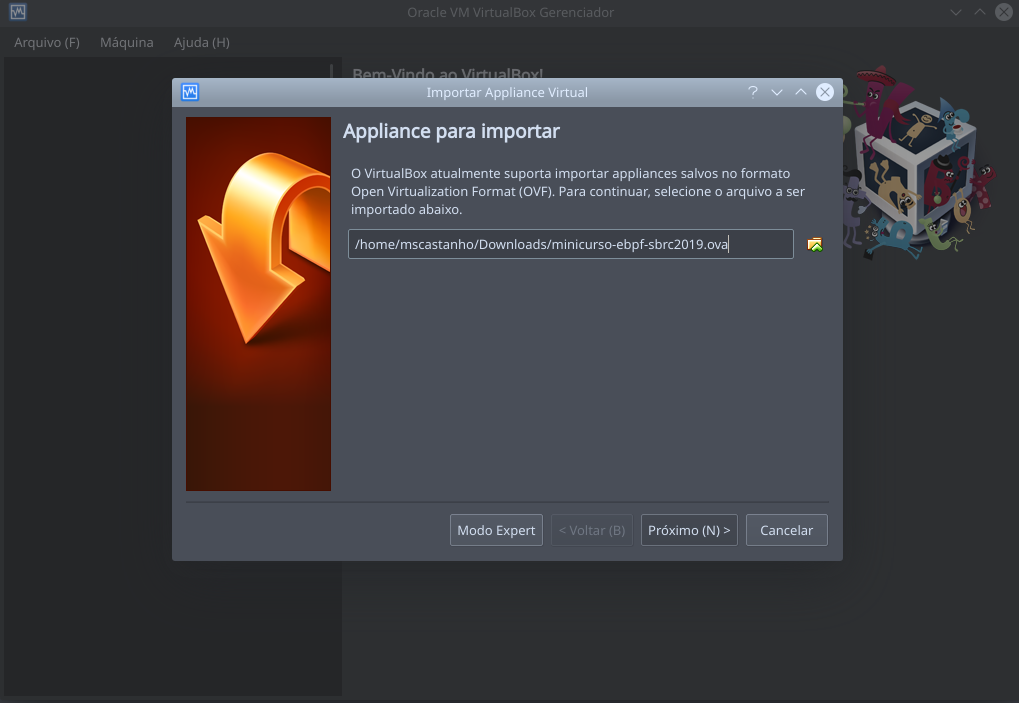 Oracle VM VirtualBox Gerenciador
Arquivo (F) Máquina Ajuda (H)
Bem-Vindo ao VirtualBox!
Importar Appliance Virtual
Appliance para importar
O VirtualBox atualmente suporta importar appliances salvos no formato
Open Virtualization Format (OVF). Para continuar, selecione o arquivo a ser
importado abaixo.
/home/mscastanho/Downloads/minicurso-ebpf-sbrc2019.ova
Modo Expert < Voltar (B) Próximo (N) > Cancelar